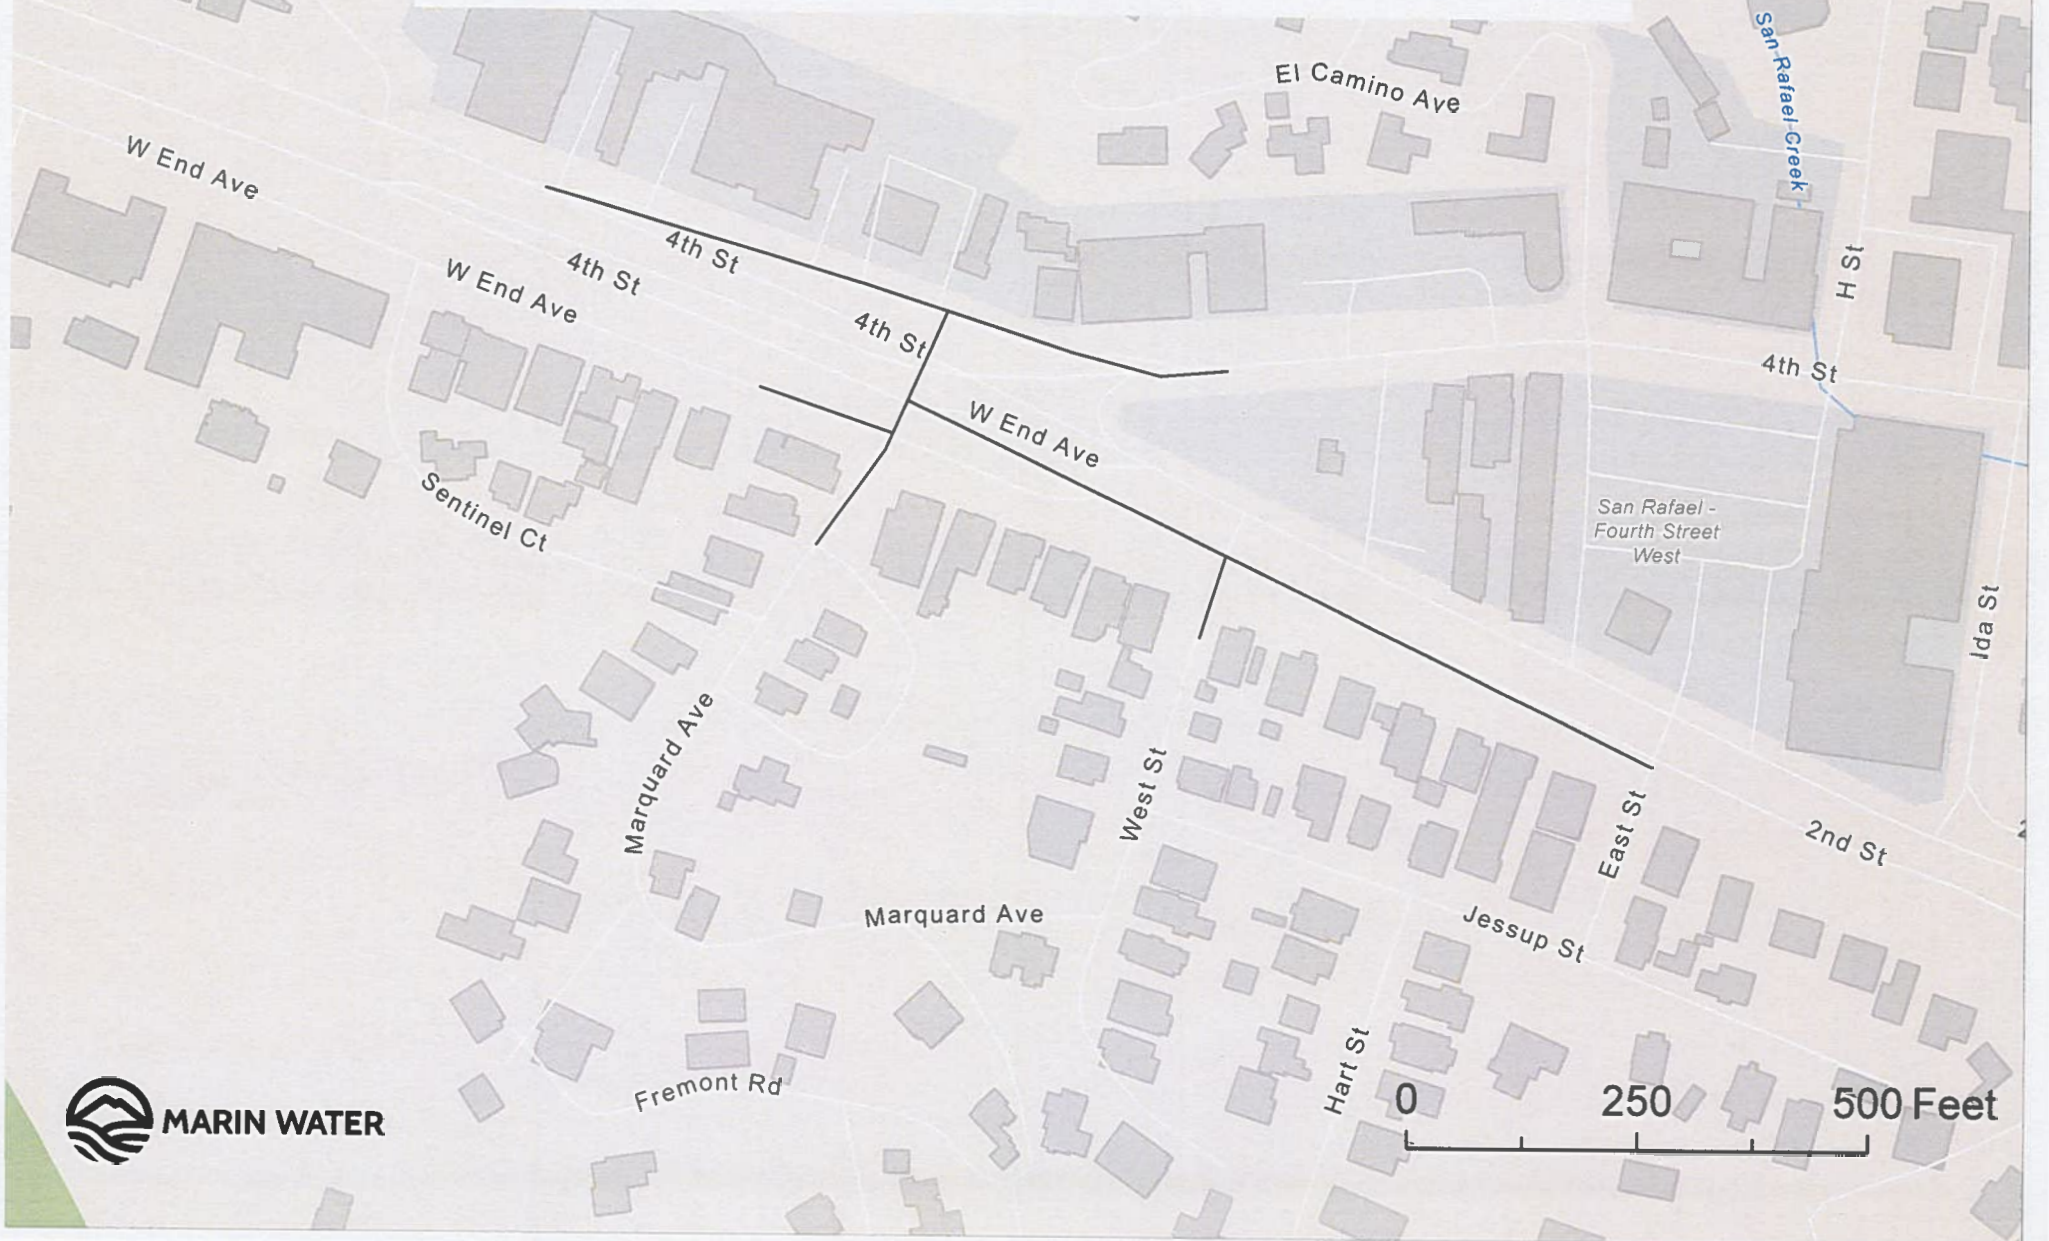 San Rafael Creek
El Camino Ave
W End Ave
4th St
4th St
W End Ave
H St
4th St
4th St
W End Ave
Sentinel Ct
San Rafael -
Fourth Street
West
Ida St
Marquard Ave
West St
East St
2nd St
Marquard Ave
Jessup St
Hart St
Fremont Rd
0 250 500 Feet
MARIN WATER